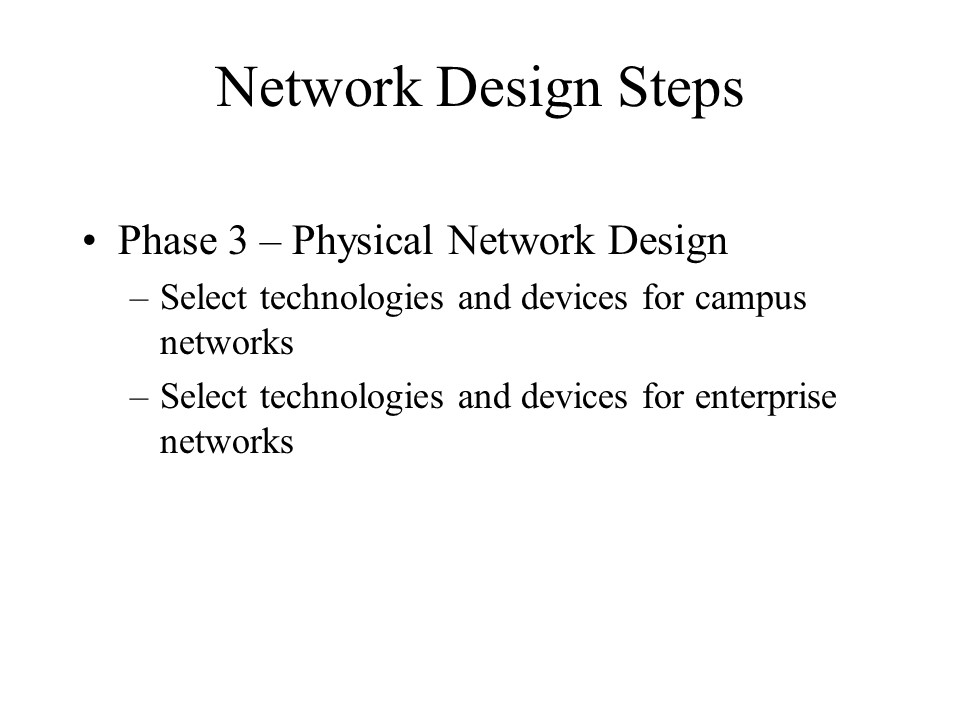 Network Design Steps
• Phase 3 – Physical Network Design
–Select technologies and devices for campus
networks
–Select technologies and devices for enterprise
networks